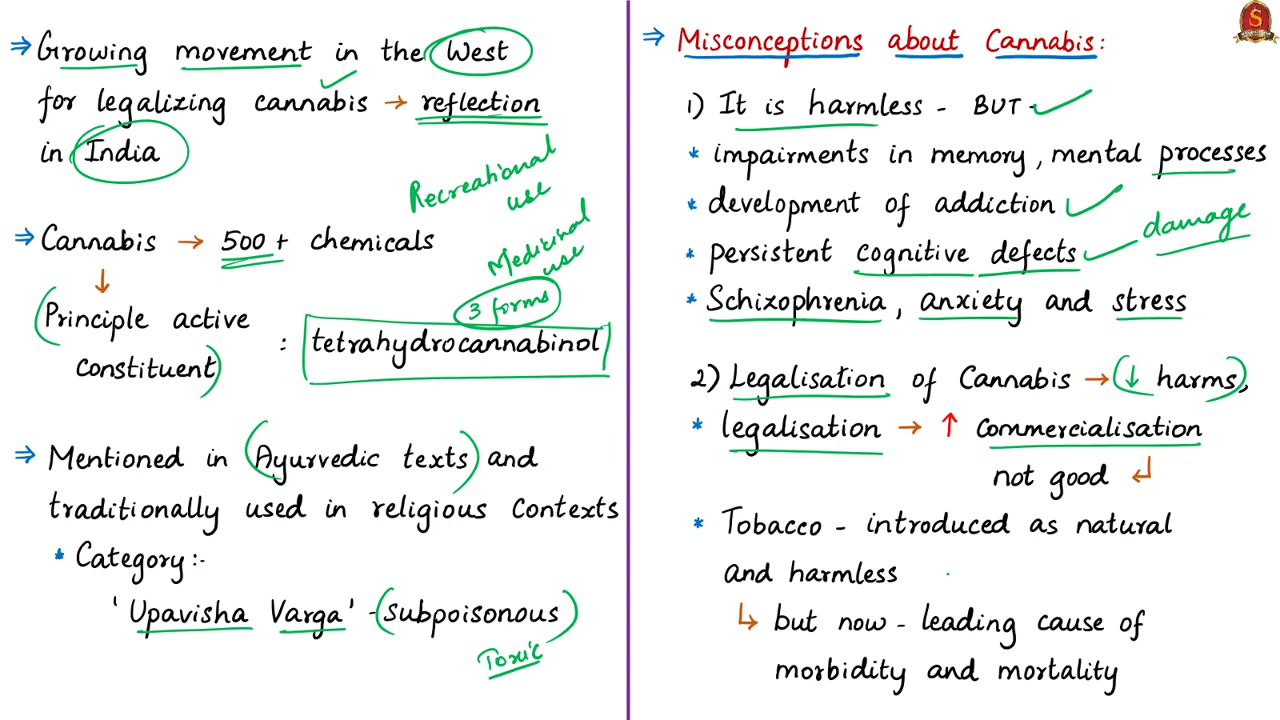 ⇒ Growing movement in the West
for legalizing cannabis → reflection
in India
Recreational
use
⇒ Cannabis → 500+ chemicals
Medicinal
use
3 forms
↓
(Principle active
constituent) : tetrahydrocannabinol
⇒ Mentioned in (Ayurvedic texts) and
traditionally used in religious contexts
* Category :-
'Upavisha Varga' - (subpoisonous)
Toxic
⇒ Misconceptions about Cannabis:
1) It is harmless - BUT - ✓
* impairments in memory, mental processes
* development of addiction ✓
damage
* Persistent cognitive defects ✓
* Schizophrenia, anxiety and stress
2) Legalisation of Cannabis → (↓ harms),
* legalisation → ↑ Commercialisation
not good ↵
* Tobacco - introduced as natural
and harmless
↳ but now - leading cause of
morbidity and mortality
S